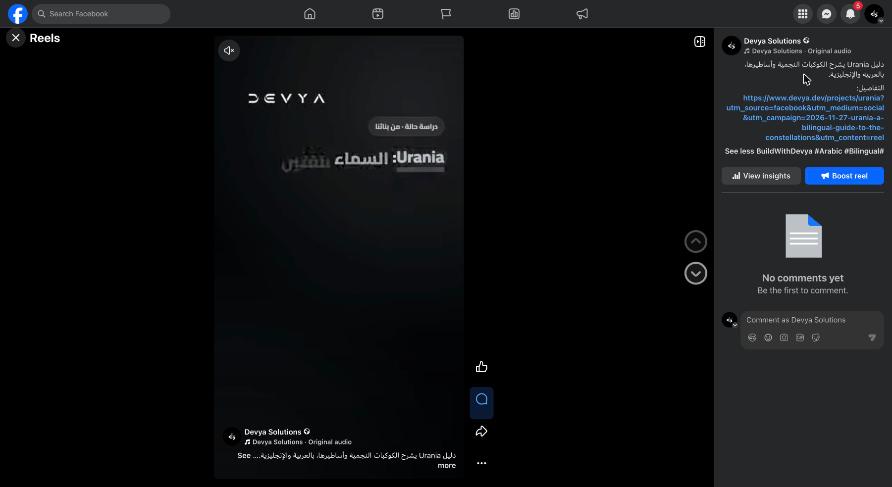 Search Facebook
5
Reels
DEVYA
دراسة حالة · من بنائنا
Urania: السماء بلغتين
Devya Solutions
Devya Solutions · Original audio
دليل Urania يشرح الكوكبات النجمية وأساطيرها، بالعربية والإنجليزية.... See
more
Devya Solutions
Devya Solutions · Original audio
دليل Urania يشرح الكوكبات النجمية وأساطيرها،
بالعربية والإنجليزية.
التفاصيل:
https://www.devya.dev/projects/urania?
utm_source=facebook&utm_medium=social
&utm_campaign=2026-11-27-urania-a-
bilingual-guide-to-the-
constellations&utm_content=reel
See less BuildWithDevya #Arabic #Bilingual#
View insights
Boost reel
No comments yet
Be the first to comment.
Comment as Devya Solutions
GIF